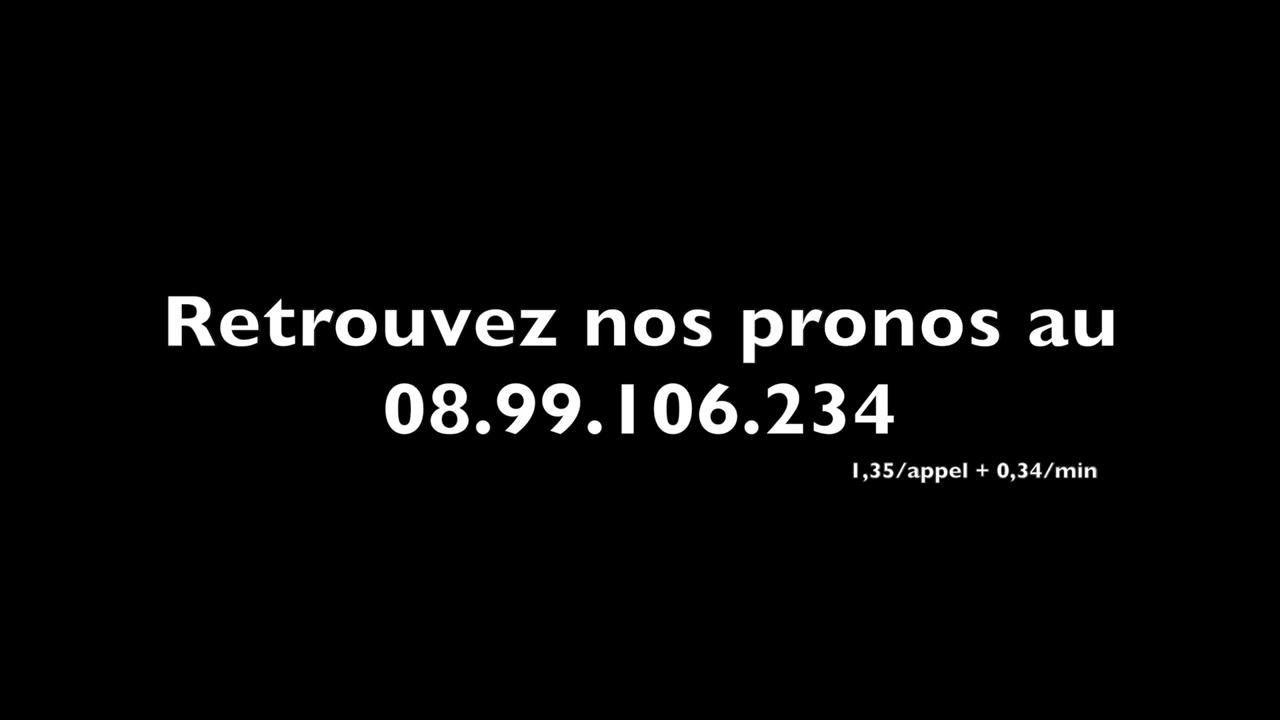 Retrouvez nos pronos au
08.99.106.234
1,35/appel + 0,34/min